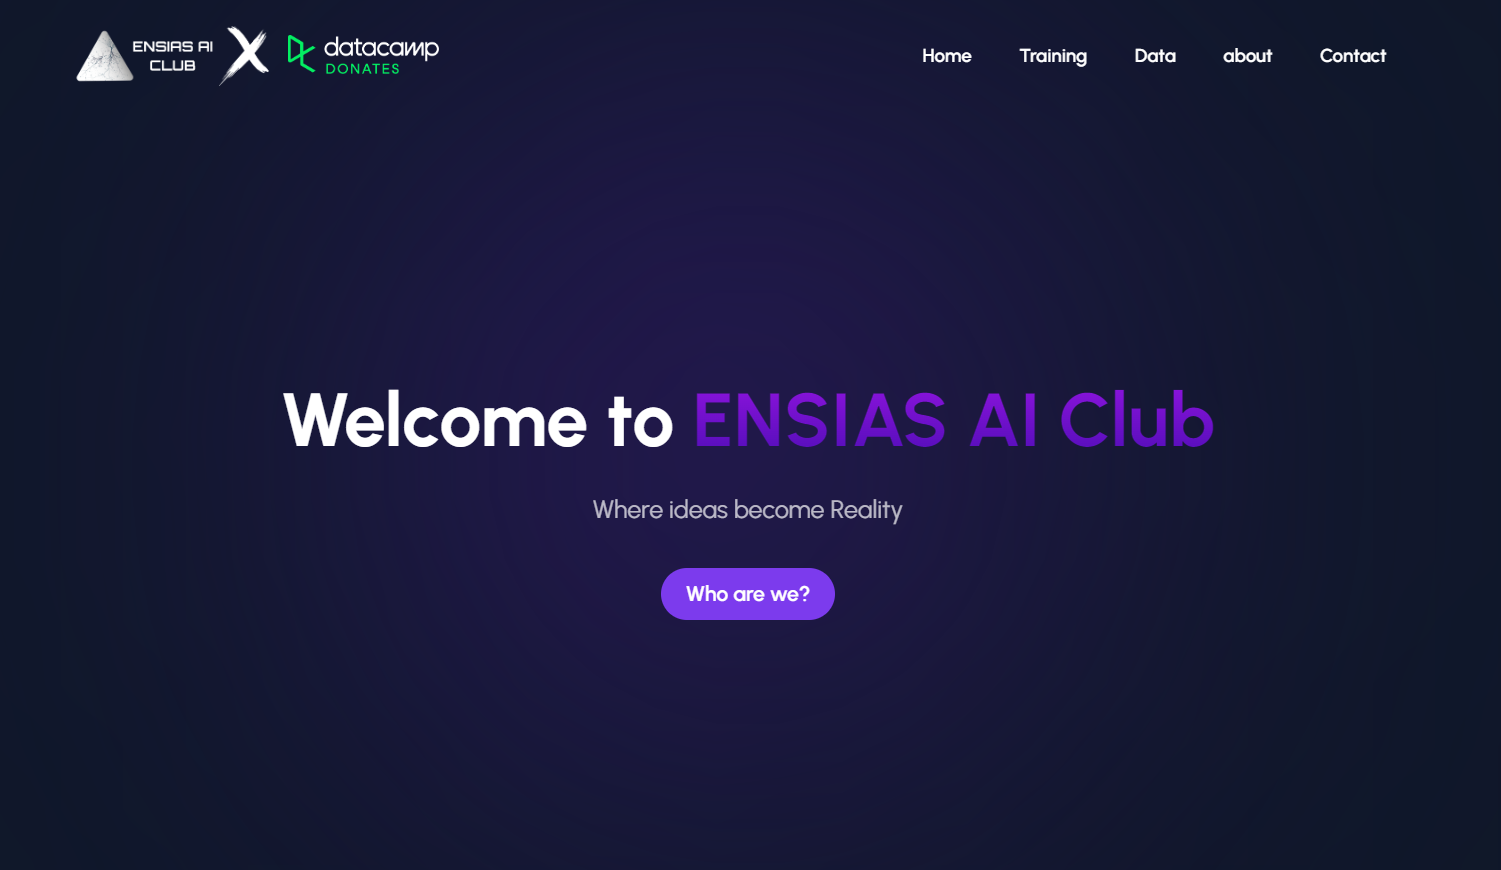 ENSIAS AI
CLUB
X
datacamp
DONATES
Home Training Data about Contact
Welcome to ENSIAS AI Club
Where ideas become Reality
Who are we?